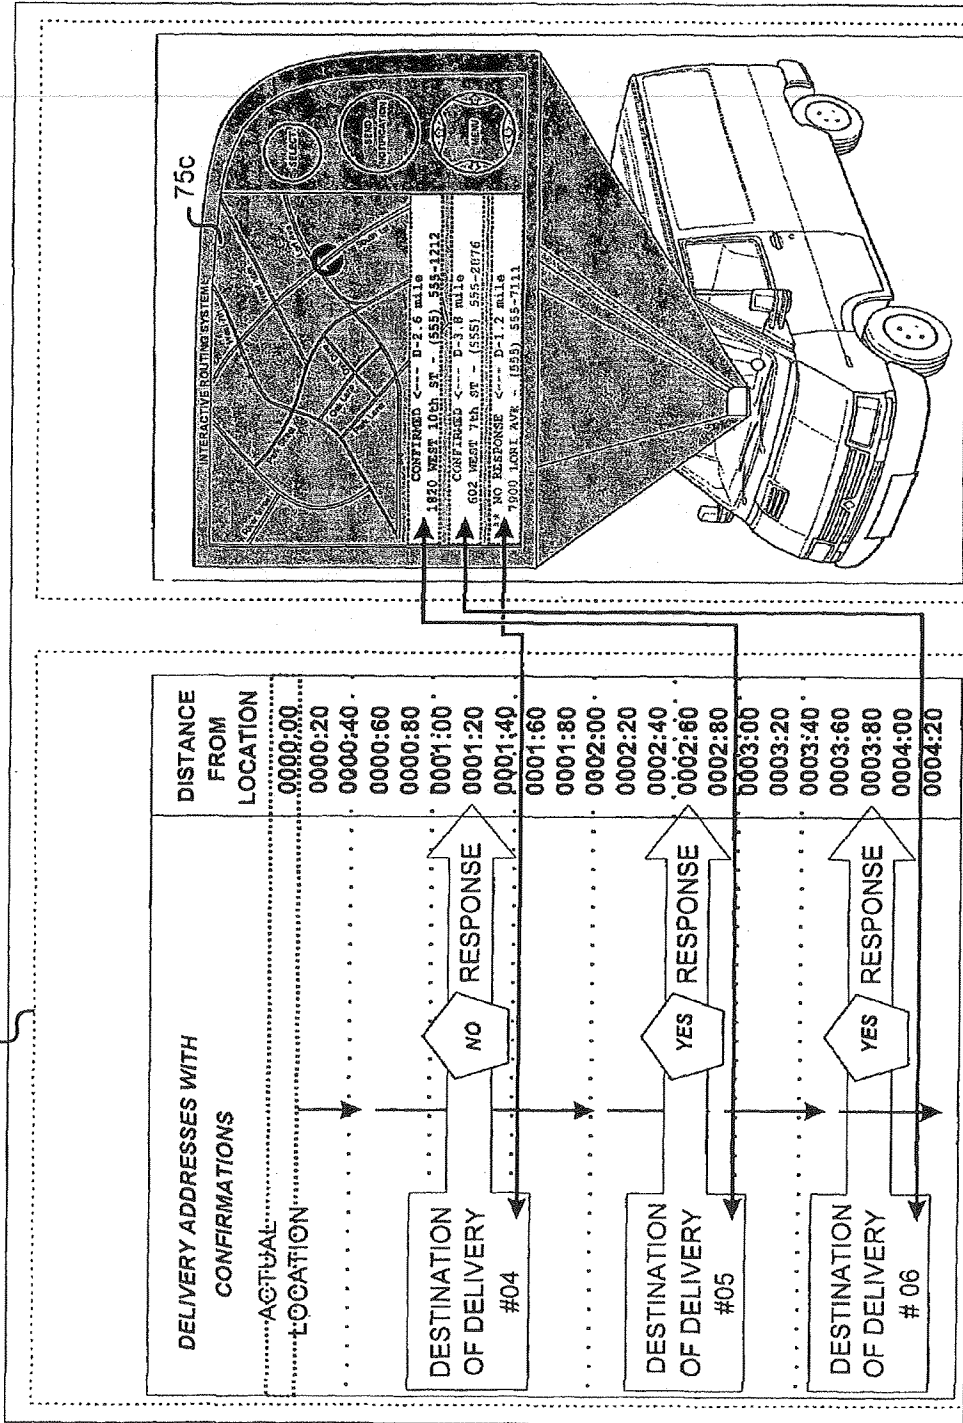 DELIVERY ADDRESSES WITH
CONFIRMATIONS
DISTANCE
FROM
LOCATION
ACTUAL
LOCATION
0000:00
0000:20
0000:40
0000:60
0000:80
0001:00
0001:20
0001:40
0001:60
0001:80
0002:00
0002:20
0002:40
0002:60
0002:80
0003:00
0003:20
0003:40
0003:60
0003:80
0004:00
0004:20
DESTINATION
OF DELIVERY
#04
NO
RESPONSE
DESTINATION
OF DELIVERY
#05
YES
RESPONSE
DESTINATION
OF DELIVERY
# 06
YES
RESPONSE
75c
INTERACTIVE ROUTING SYSTEMS
SELECT
SEND
NOTIFICATION
MENU
CONFIRMED <--- D-2.6 mile
1820 WEST 10th ST - (555) 555-1212
CONFIRMED <--- D-3.8 mile
602 WEST 7th ST - (555) 555-2876
** NO RESPONSE <--- D-1.2 mile
7900 LONI AVE - (555) 555-7111